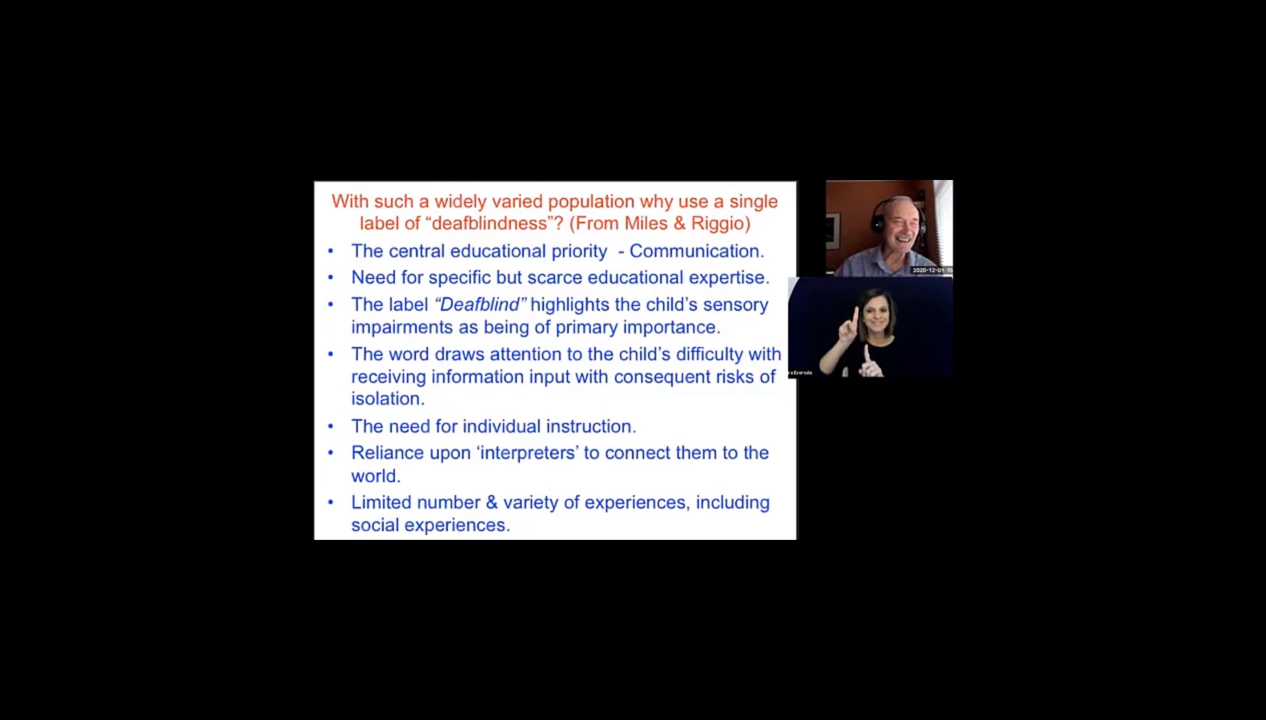 With such a widely varied population why use a single
label of “deafblindness”? (From Miles & Riggio)
• The central educational priority - Communication.
• Need for specific but scarce educational expertise.
• The label “Deafblind” highlights the child’s sensory
impairments as being of primary importance.
• The word draws attention to the child’s difficulty with
receiving information input with consequent risks of
isolation.
• The need for individual instruction.
• Reliance upon ‘interpreters’ to connect them to the
world.
• Limited number & variety of experiences, including
social experiences.
2020-12-01